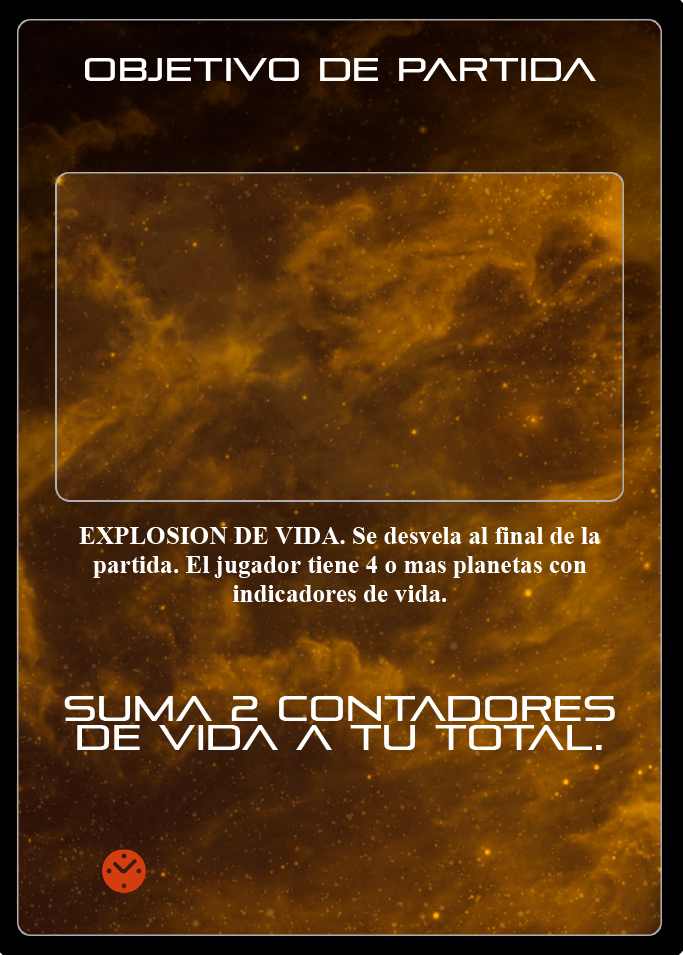 OBJETIVO DE PARTIDA
EXPLOSION DE VIDA. Se desvela al final de la
partida. El jugador tiene 4 o mas planetas con
indicadores de vida.
SUMA 2 CONTADORES
DE VIDA A TU TOTAL.